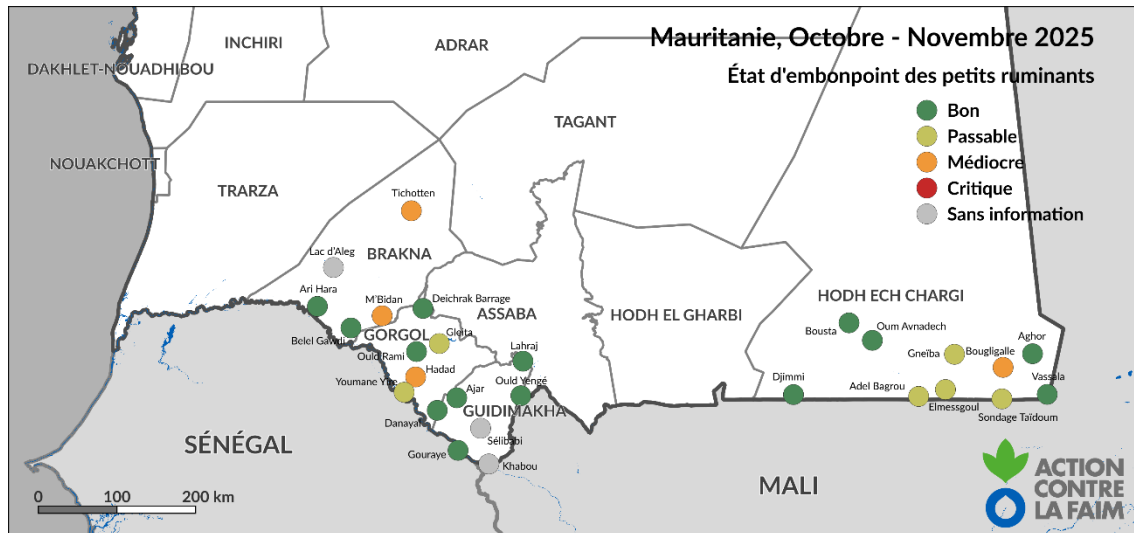 Mauritanie, Octobre - Novembre 2025
État d'embonpoint des petits ruminants
Bon
Passable
Médiocre
Critique
Sans information
INCHIRI
ADRAR
DAKHLET-NOUADHIBOU
TAGANT
NOUAKCHOTT
TRARZA
Tichotten
Lac d'Aleg
BRAKNA
Ari Hara
M'Bidan
Deichrak Barrage
ASSABA
HODH EL GHARBI
HODH ECH CHARGI
Belel Gawdi
GORGOL
Gleita
Bousta
Oum Avnadech
Ould Rami
Lahraj
Gneïba
Bougligalle
Aghor
Hadad
Youmane Yire
Ajar
Ould Yengé
Djimmi
Adel Bagrou
Vassala
Elmessgoul
GUIDIMAKHA
Sondage Taïdoum
Danayal
Sélibabi
SÉNÉGAL
Gouraye
Khabou
MALI
0 100 200 km
ACTION
CONTRE
LA FAIM